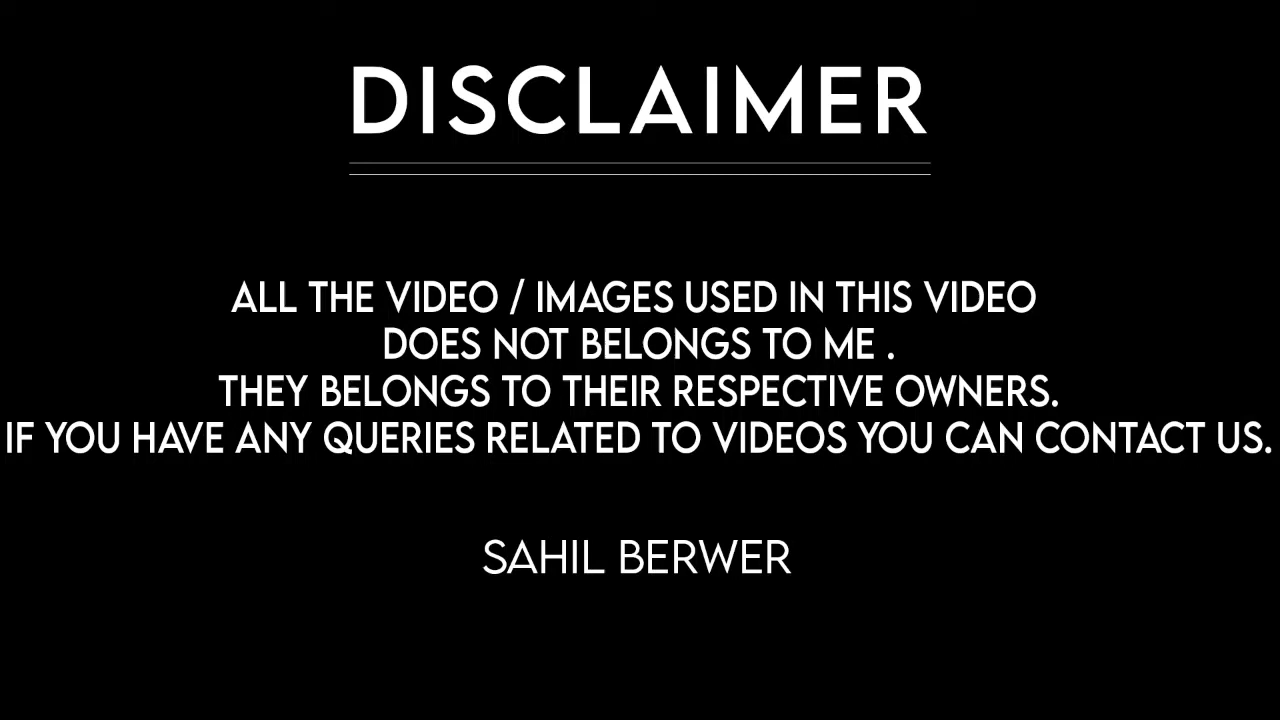 DISCLAIMER
ALL THE VIDEO / IMAGES USED IN THIS VIDEO
DOES NOT BELONGS TO ME .
THEY BELONGS TO THEIR RESPECTIVE OWNERS.
IF YOU HAVE ANY QUERIES RELATED TO VIDEOS YOU CAN CONTACT US.
SAHIL BERWER